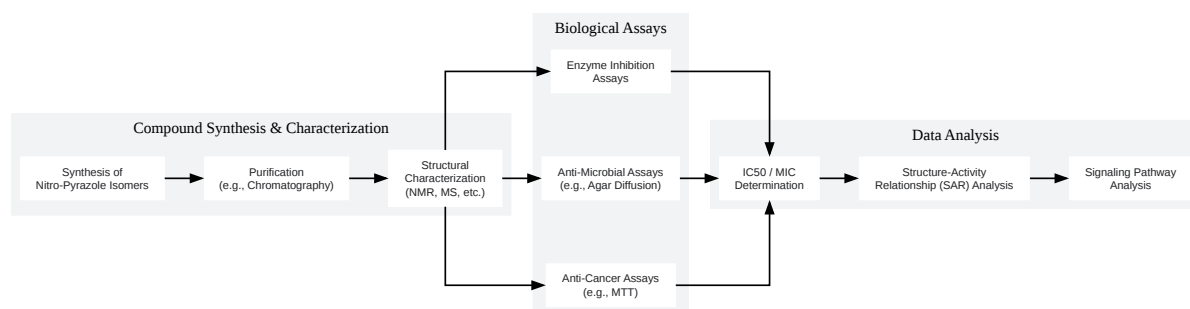 Compound Synthesis & Characterization
Synthesis of
Nitro-Pyrazole Isomers
Purification
(e.g., Chromatography)
Structural
Characterization
(NMR, MS, etc.)
Biological Assays
Enzyme Inhibition
Assays
Anti-Microbial Assays
(e.g., Agar Diffusion)
Anti-Cancer Assays
(e.g., MTT)
Data Analysis
IC50 / MIC
Determination
Structure-Activity
Relationship (SAR) Analysis
Signaling Pathway
Analysis